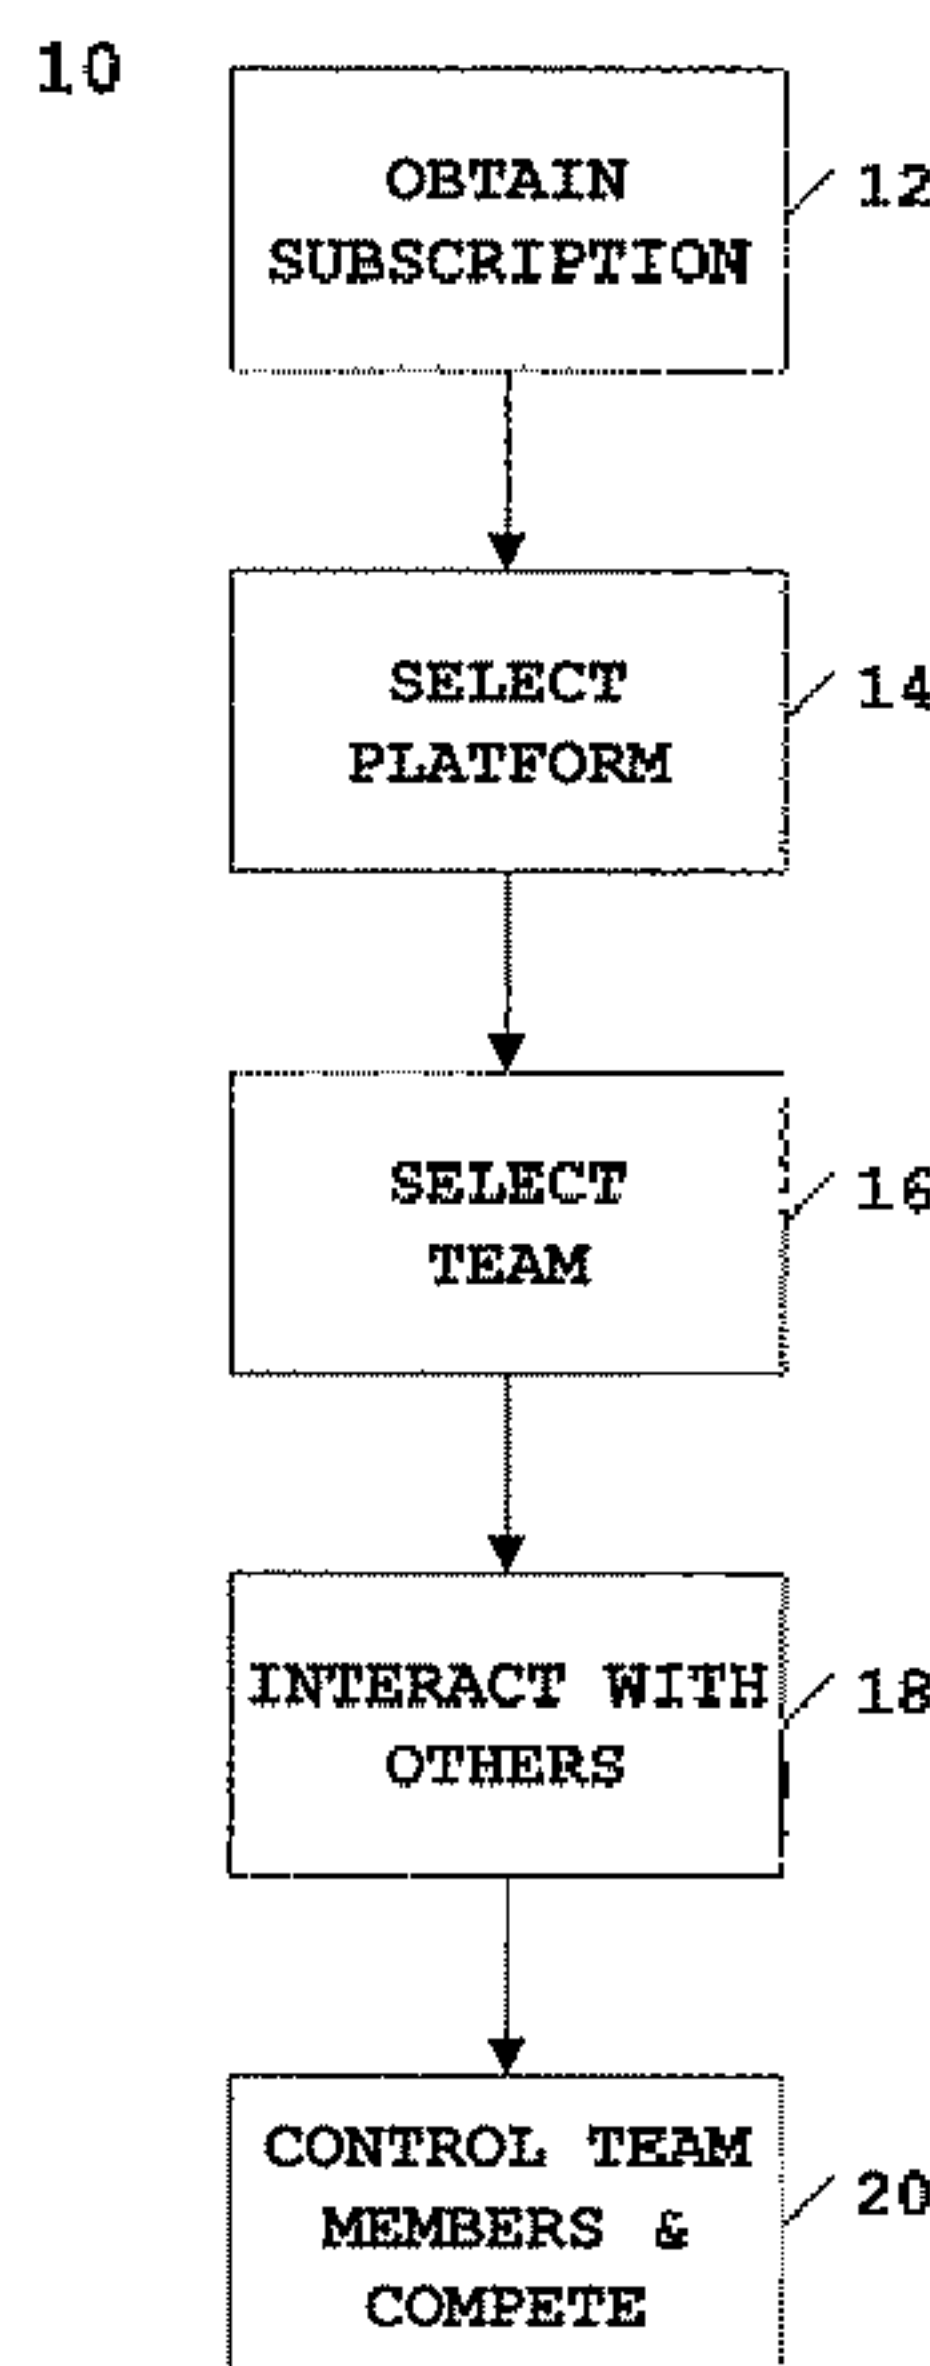 10
OBTAIN
SUBSCRIPTION
12
SELECT
PLATFORM
14
SELECT
TEAM
16
INTERACT WITH
OTHERS
18
CONTROL TEAM
MEMBERS &
COMPETE
20